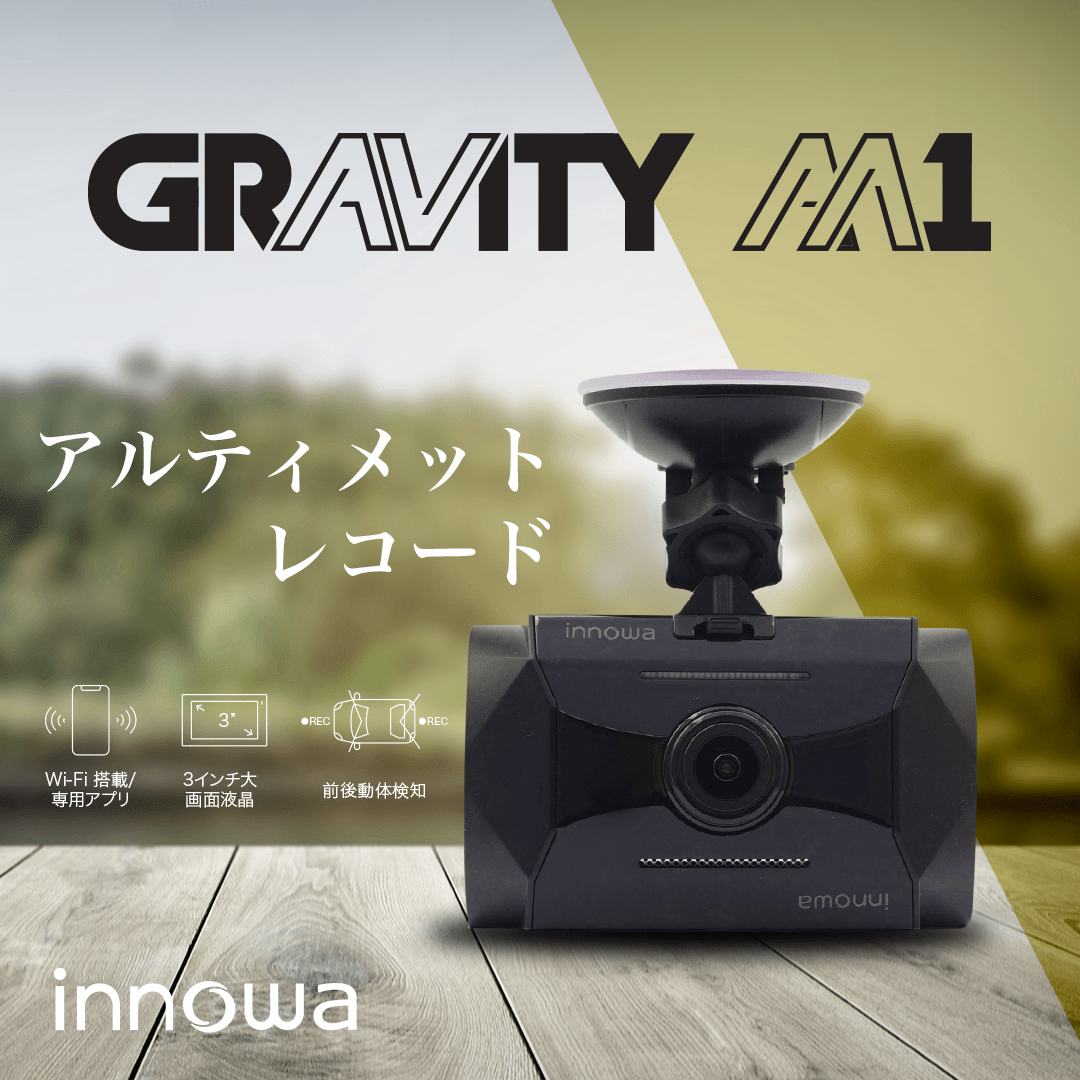 GRAVITY M1
アルティメット
レコード
innowa
3”
●REC
●REC
Wi-Fi 搭載/
専用アプリ
3インチ大
画面液晶
前後動体検知
innowa
innowa